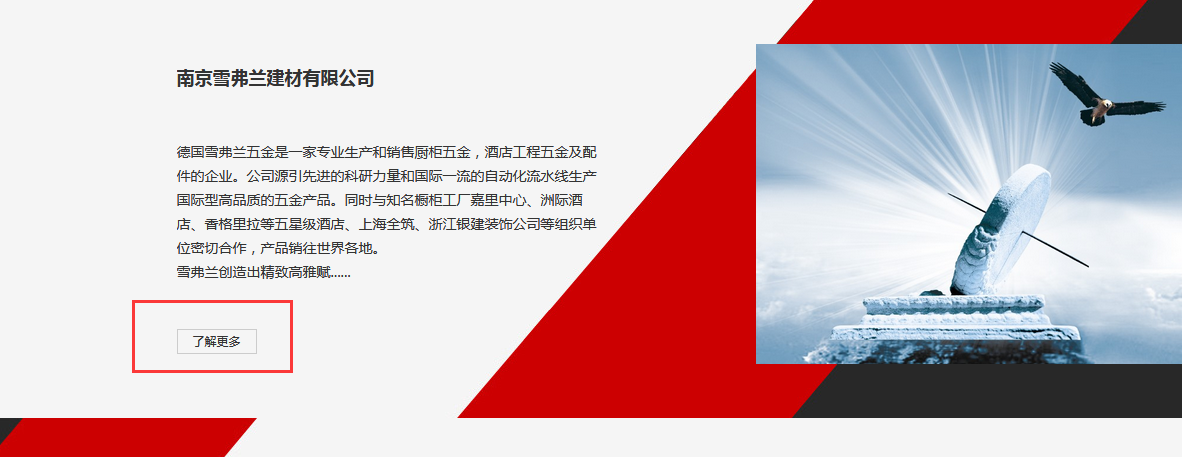 南京雪弗兰建材有限公司
德国雪弗兰五金是一家专业生产和销售厨柜五金，酒店工程五金及配
件的企业。公司源引先进的科研力量和国际一流的自动化流水线生产
国际型高品质的五金产品。同时与知名橱柜工厂嘉里中心、洲际酒
店、香格里拉等五星级酒店、上海全筑、浙江银建装饰公司等组织单
位密切合作，产品销往世界各地。
雪弗兰创造出精致高雅赋......
了解更多